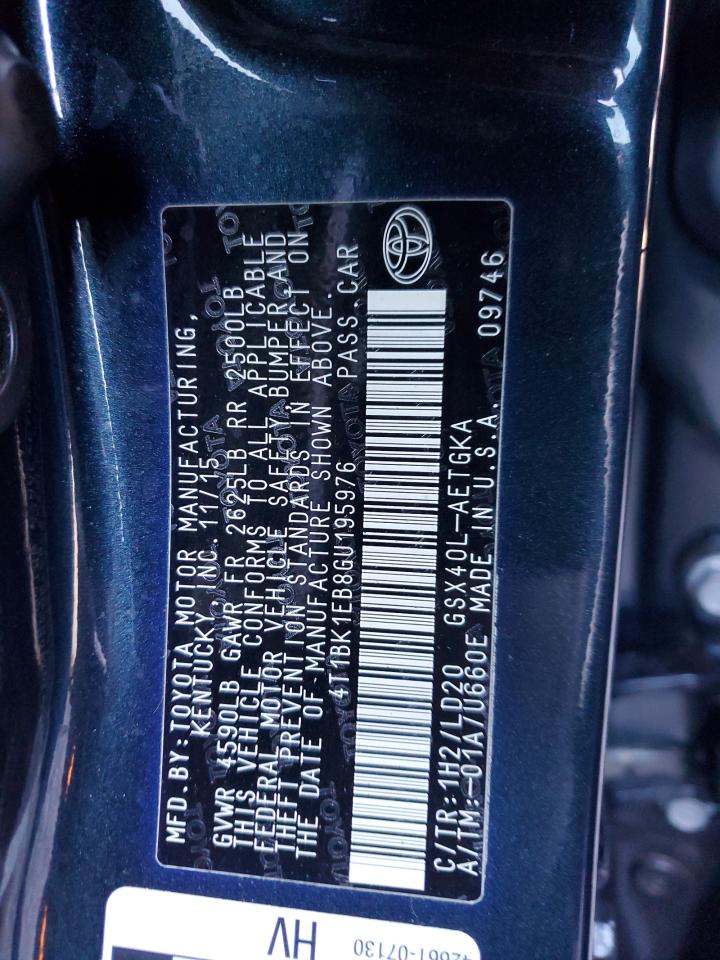 MFD.BY:TOYOTA MOTOR MANUFACTURING,
KENTUCKY, INC. 11/15
GVWR 4590LB GAWR FR 2625LB RR 2500LB
THIS VEHICLE CONFORMS TO ALL APPLICABLE
FEDERAL MOTOR VEHICLE SAFETY,BUMPER,AND
THEFT PREVENTION STANDARDS IN EFFECT ON
THE DATE OF MANUFACTURE SHOWN ABOVE.
4T1BK1EB8GU195976 PASS.CAR
C/TR:1H2/LD20 GSX40L-AETGKA
A/TM:-01A7U660E MADE IN U.S.A. 09746
HV
42661-07130